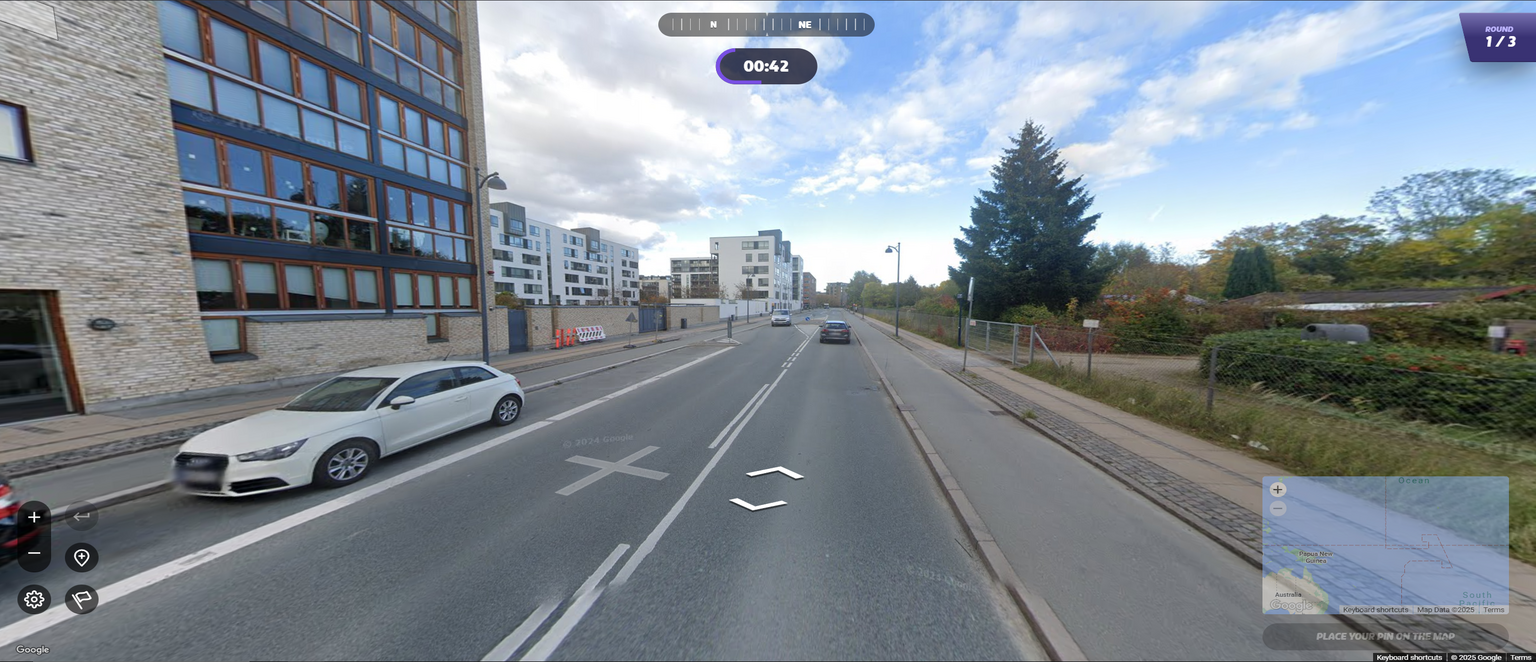 N
NE
00:42
ROUND
1 / 3
© 2024 Google
Ocean
Papua New
Guinea
Australia
South
Pacific
Google
Keyboard shortcuts
Map Data ©2025
Terms
PLACE YOUR PIN ON THE MAP
Google
Keyboard shortcuts
© 2025 Google
Terms